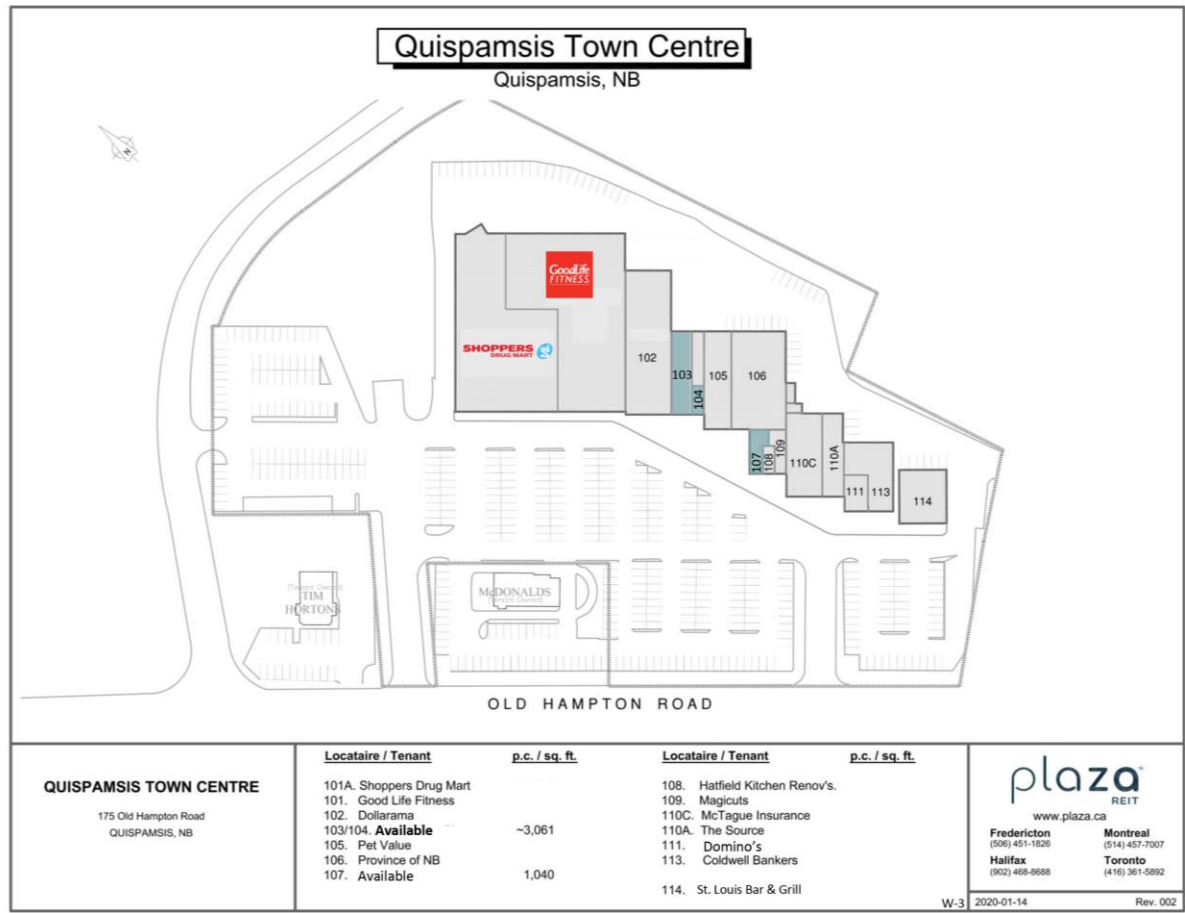 Quispamsis Town Centre
Quispamsis, NB
N
GoodLife
FITNESS
SHOPPERS
DRUG MART
102
103
104
105
106
107
108
109
110C
110A
111
113
114
(Tenant Owned)
TIM
HORTONS
McDONALDS
(Tenant Owned)
OLD HAMPTON ROAD
QUISPAMSIS TOWN CENTRE
175 Old Hampton Road
QUISPAMSIS, NB
Locataire / Tenant p.c. / sq. ft.
101A. Shoppers Drug Mart
101. Good Life Fitness
102. Dollarama
103/104. Available ~3,061
105. Pet Value
106. Province of NB
107. Available 1,040
Locataire / Tenant p.c. / sq. ft.
108. Hatfield Kitchen Renov's.
109. Magicuts
110C. McTague Insurance
110A. The Source
111. Domino's
113. Coldwell Bankers
114. St. Louis Bar & Grill
W-3
plaza
REIT
www.plaza.ca
Fredericton Montreal
(506) 451-1826 (514) 457-7007
Halifax Toronto
(902) 468-8688 (416) 361-5892
2020-01-14 Rev. 002